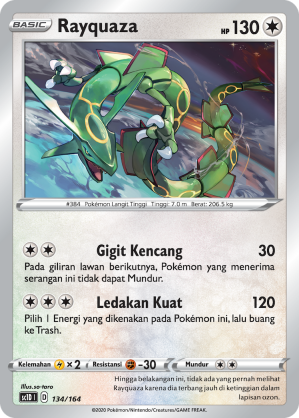 BASIC Rayquaza HP 130
#384 Pokémon Langit Tinggi Tinggi: 7.0 m Berat: 206.5 kg
Gigit Kencang 30
Pada giliran lawan berikutnya, Pokémon yang menerima
serangan ini tidak dapat Mundur.
Ledakan Kuat 120
Pilih 1 Energi yang dikenakan pada Pokémon ini, lalu buang
ke Trash.
Kelemahan ×2 Resistansi -30 Mundur
Illus. so-taro
Hingga belakangan ini, tidak ada yang pernah melihat
Rayquaza karena dia terbang jauh di ketinggian dalam
lapisan ozon.
SC1D I D 134/164
©2020 Pokémon/Nintendo/Creatures/GAME FREAK.